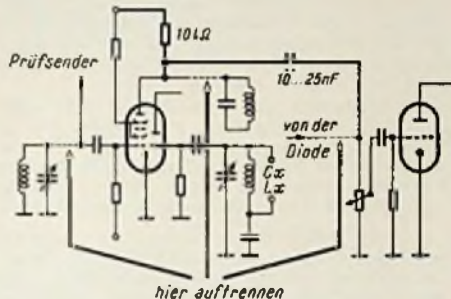 10kΩ
Prüfsender
10...25nF
von der
Diode
Cx
Lx
hier auftrennen